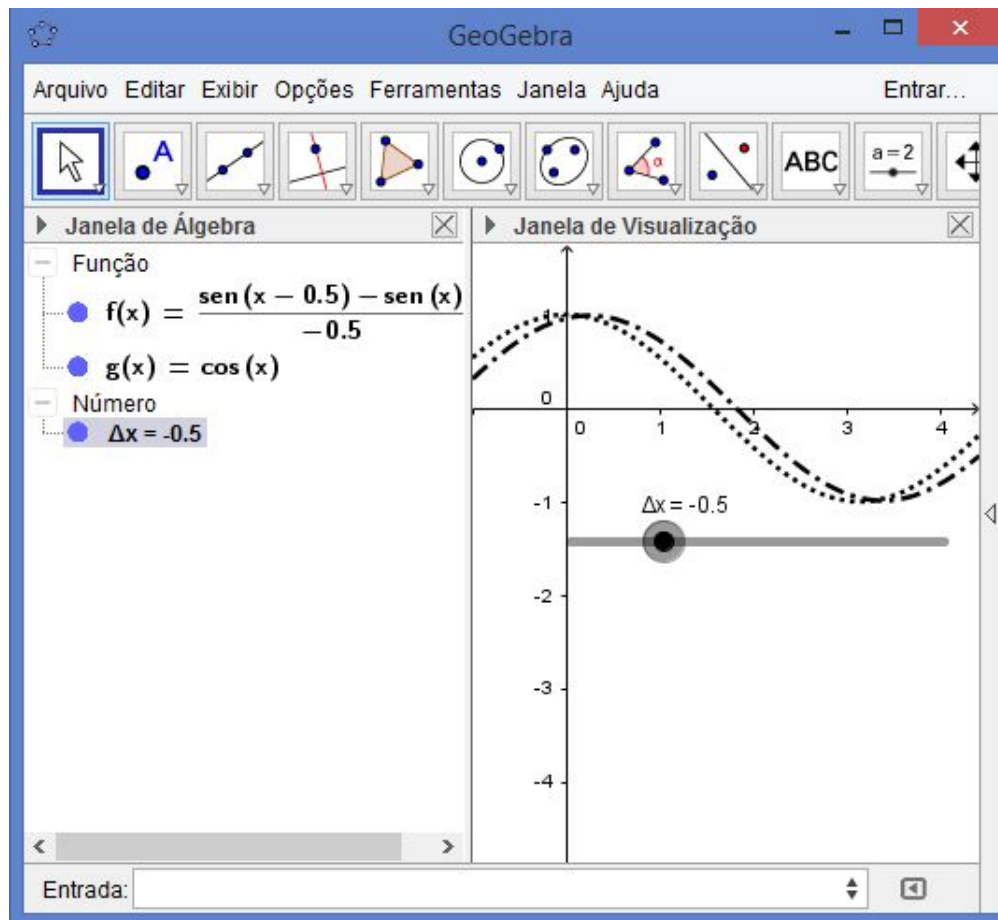 GeoGebra
Arquivo Editar Exibir Opções Ferramentas Janela Ajuda Entrar...
A α ABC a = 2
Janela de Álgebra
Função
f(x) = sen (x − 0.5) − sen (x)
−0.5
g(x) = cos (x)
Número
Δx = -0.5
Janela de Visualização
1
0
0 1 2 3 4
-1
Δx = -0.5
-2
-3
-4
Entrada: